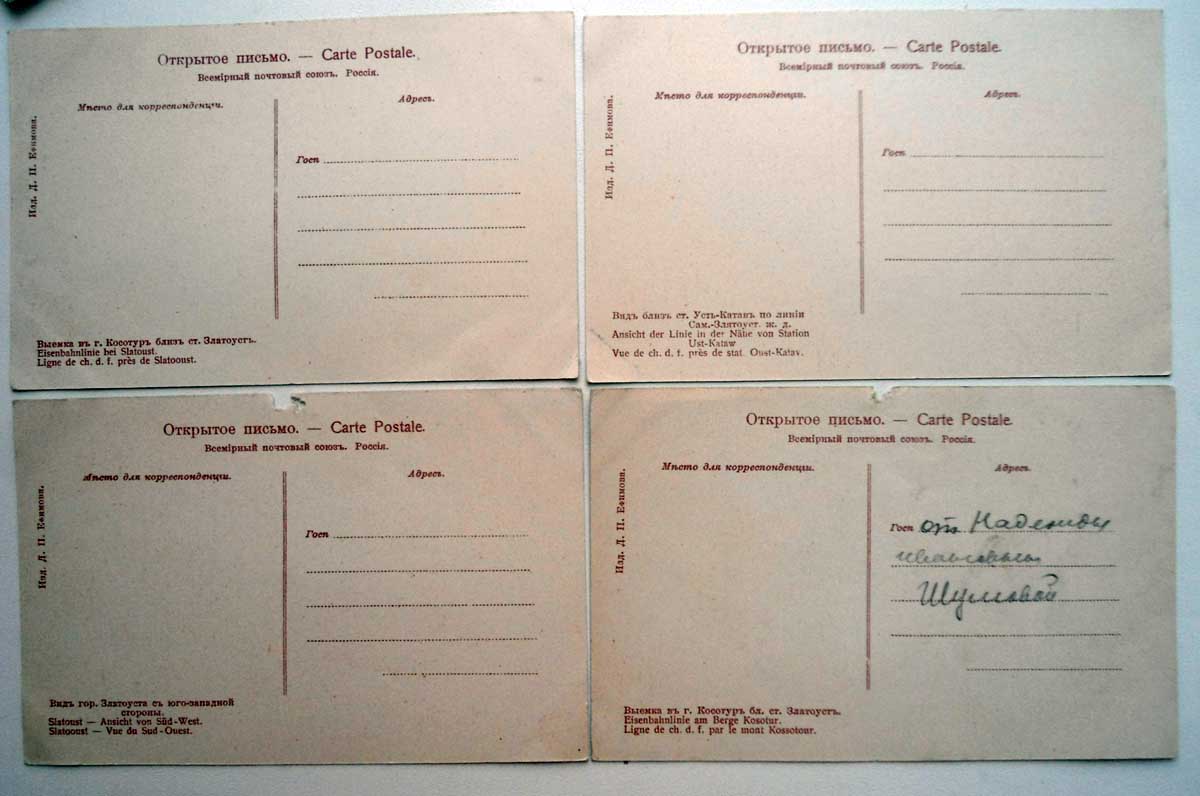 Открытое письмо. — Carte Postale.
Всемірный почтовый союзъ. Россія.
Мѣсто для корреспонденціи.
Адресъ.
Изд. Д. П. Ефимова.
Госп
Выемка въ г. Косотуръ близъ ст. Златоустъ.
Eisenbahnlinie bei Slatoust.
Ligne de ch. d. f. près de Slatooust.
Открытое письмо. — Carte Postale.
Всемірный почтовый союзъ. Россія.
Мѣсто для корреспонденціи.
Адресъ.
Изд. Д. П. Ефимова.
Госп
Видъ близъ ст. Усть-Катавъ по линіи
Сам.-Златоуст. ж. д.
Ansicht der Linie in der Nähe von Station
Ust-Kataw
Vue de ch. d. f. près de stat. Oust-Katav.
Открытое письмо. — Carte Postale.
Всемірный почтовый союзъ. Россія.
Мѣсто для корреспонденціи.
Адресъ.
Изд. Д. П. Ефимова.
Госп
Видъ гор. Златоуста съ юго-западной
стороны.
Slatoust — Ansicht von Süd-West.
Slatooust — Vue du Sud-Ouest.
Открытое письмо. — Carte Postale.
Всемірный почтовый союзъ. Россія.
Мѣсто для корреспонденціи.
Адресъ.
Изд. Д. П. Ефимова.
Госп от Надежды
Ивановны
Шумовой
Выемка въ г. Косотуръ бл. ст. Златоустъ.
Eisenbahnlinie am Berge Kosotur.
Ligne de ch. d. f. par le mont Kossotour.